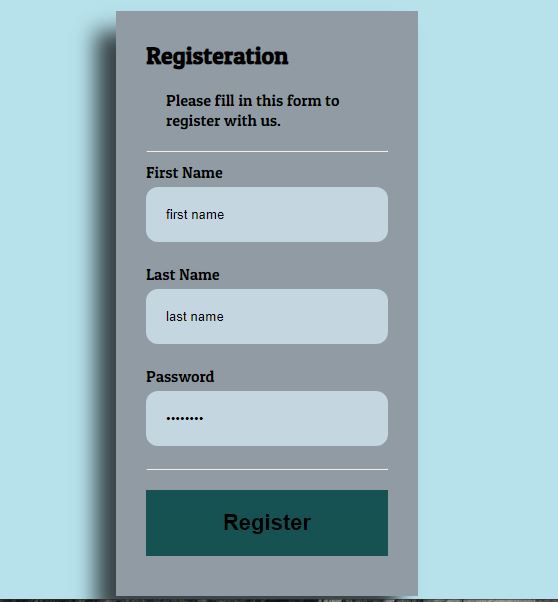 Registeration
Please fill in this form to
register with us.
First Name
first name
Last Name
last name
Password
••••••••
Register